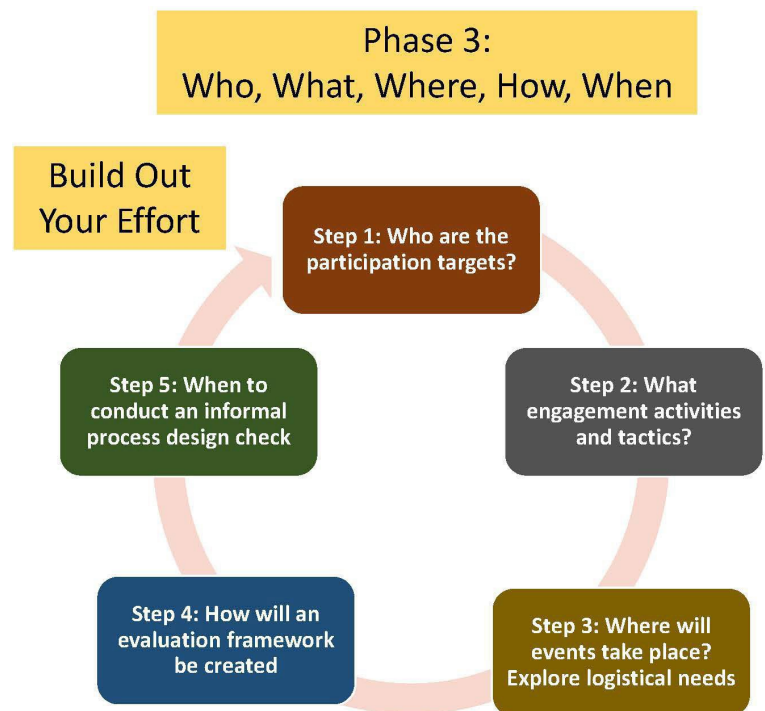 Phase 3:
Who, What, Where, How, When
Build Out
Your Effort
Step 1: Who are the
participation targets?
Step 2: What
engagement activities
and tactics?
Step 3: Where will
events take place?
Explore logistical needs
Step 4: How will an
evaluation framework
be created
Step 5: When to
conduct an informal
process design check